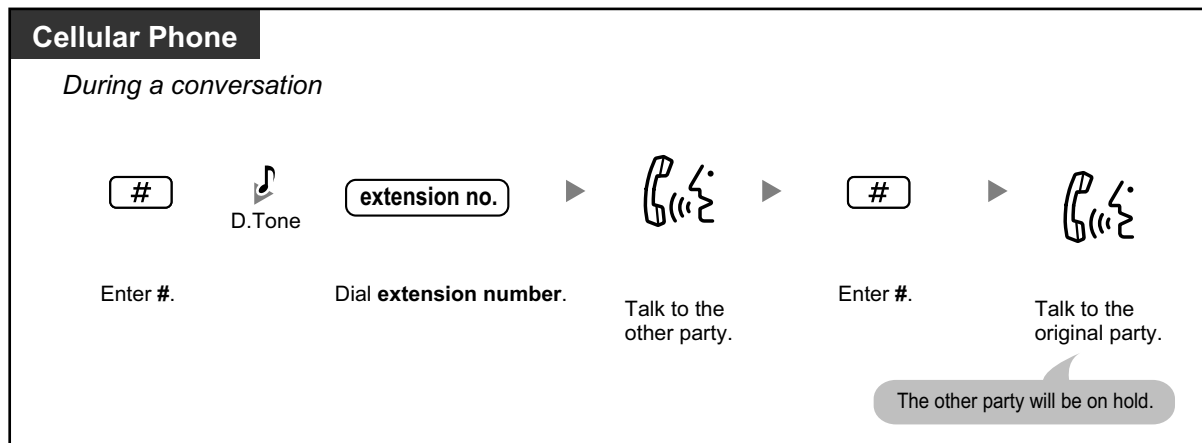 Cellular Phone
During a conversation
#
D.Tone
extension no.
#
Enter #.
Dial extension number.
Talk to the
other party.
Enter #.
Talk to the
original party.
The other party will be on hold.